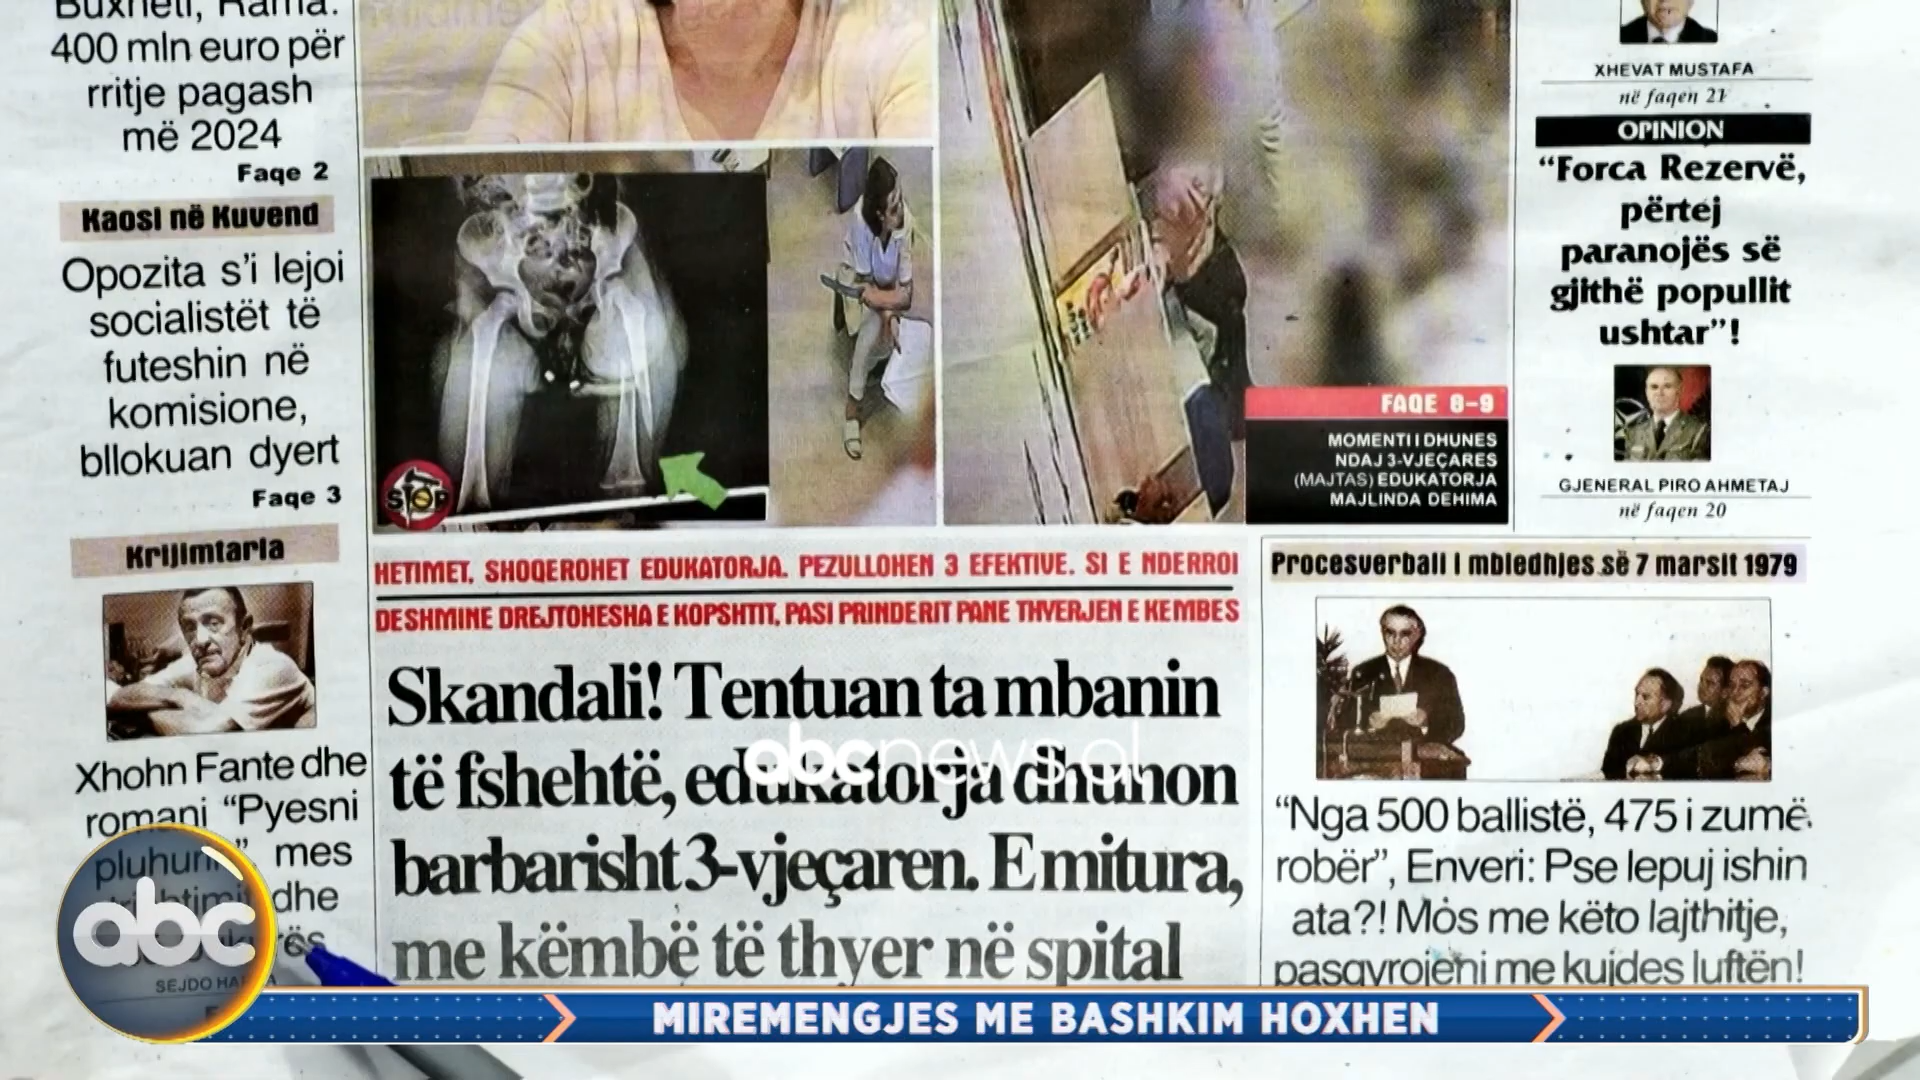 Buxheti, Rama:
400 mln euro për
rritje pagash
më 2024
Faqe 2
Kaosi në Kuvend
Opozita s'i lejoi
socialistët të
futeshin në
komisione,
bllokuan dyert
Faqe 3
Krijimtaria
Xhohn Fante dhe
romani “Pyesni
mes
dhe
SEJDO
STOP
FAQE 8-9
MOMENTI I DHUNES
NDAJ 3-VJEÇARES
(MAJTAS) EDUKATORJA
MAJLINDA DEHIMA
HETIMET, SHOQEROHET EDUKATORJA. PEZULLOHEN 3 EFEKTIVE. SI E NDERROI
DESHMINE DREJTOHESHA E KOPSHTIT, PASI PRINDERIT PANE THYERJEN E KEMBES
Skandali! Tentuan ta mbanin
të fshehtë, edukatorja dhunon
barbarisht 3-vjeçaren. E mitura,
me këmbë të thyer në spital
XHEVAT MUSTAFA
në faqen 21
OPINION
“Forca Rezervë,
përtej
paranojës së
gjithë popullit
ushtar”!
GJENERAL PIRO AHMETAJ
në faqen 20
Procesverbali i mbledhjes së 7 marsit 1979
“Nga 500 ballistë, 475 i zumë
robër”, Enveri: Pse lepuj ishin
ata?! Mos me këto lajthitje,
pasqyrojeni me kujdes luftën!
abcnews.al
abc
MIREMENGJES ME BASHKIM HOXHEN